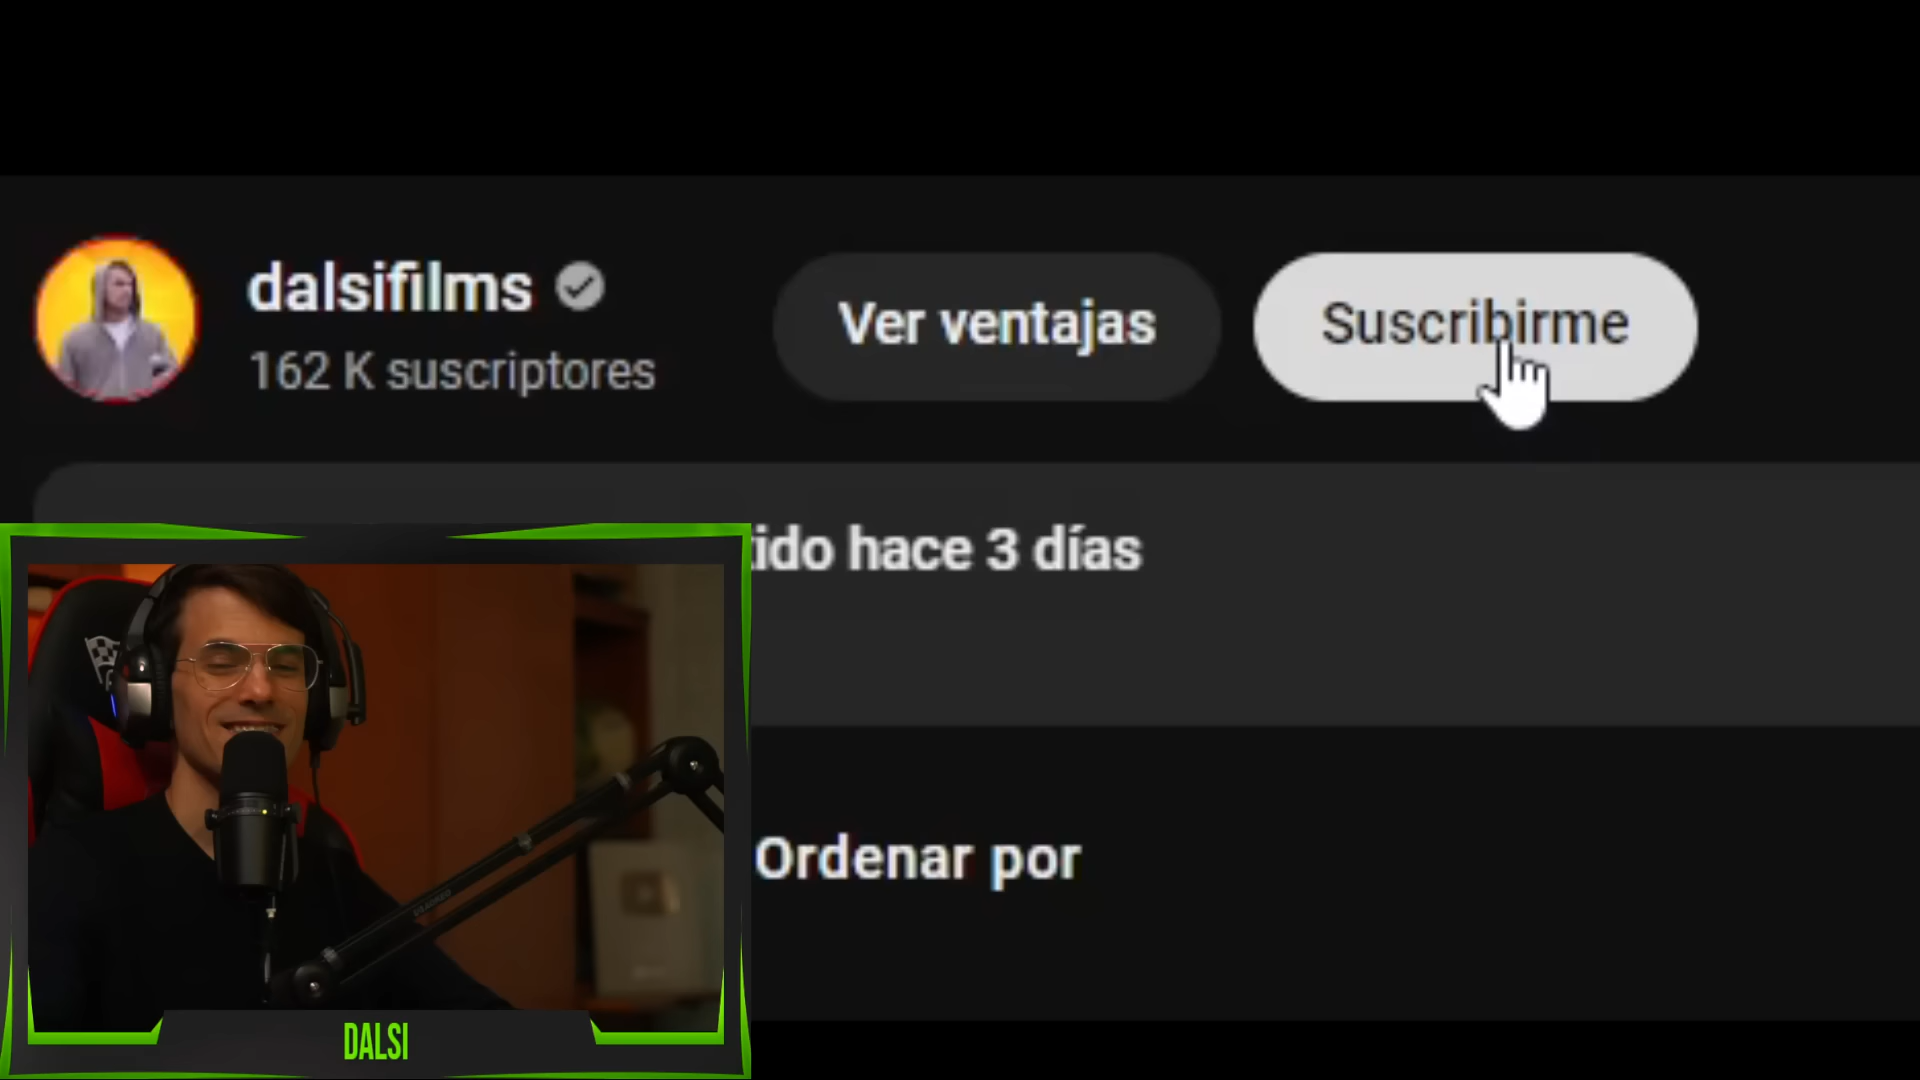 dalsifilms
162 K suscriptores
Ver ventajas
Suscribirme
ido hace 3 días
Ordenar por
DALSI